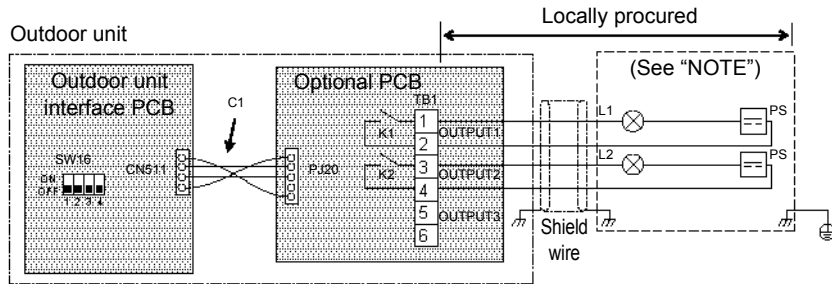 Locally procured
Outdoor unit
Outdoor unit
interface PCB
C1
Optional PCB
(See “NOTE”)
TB1
L1
PS
1
K1
OUTPUT1
2
L2
PS
SW16
CN511
PJ20
3
K2
OUTPUT2
ON
OFF
4
1 2 3 4
5
OUTPUT3
6
Shield
wire